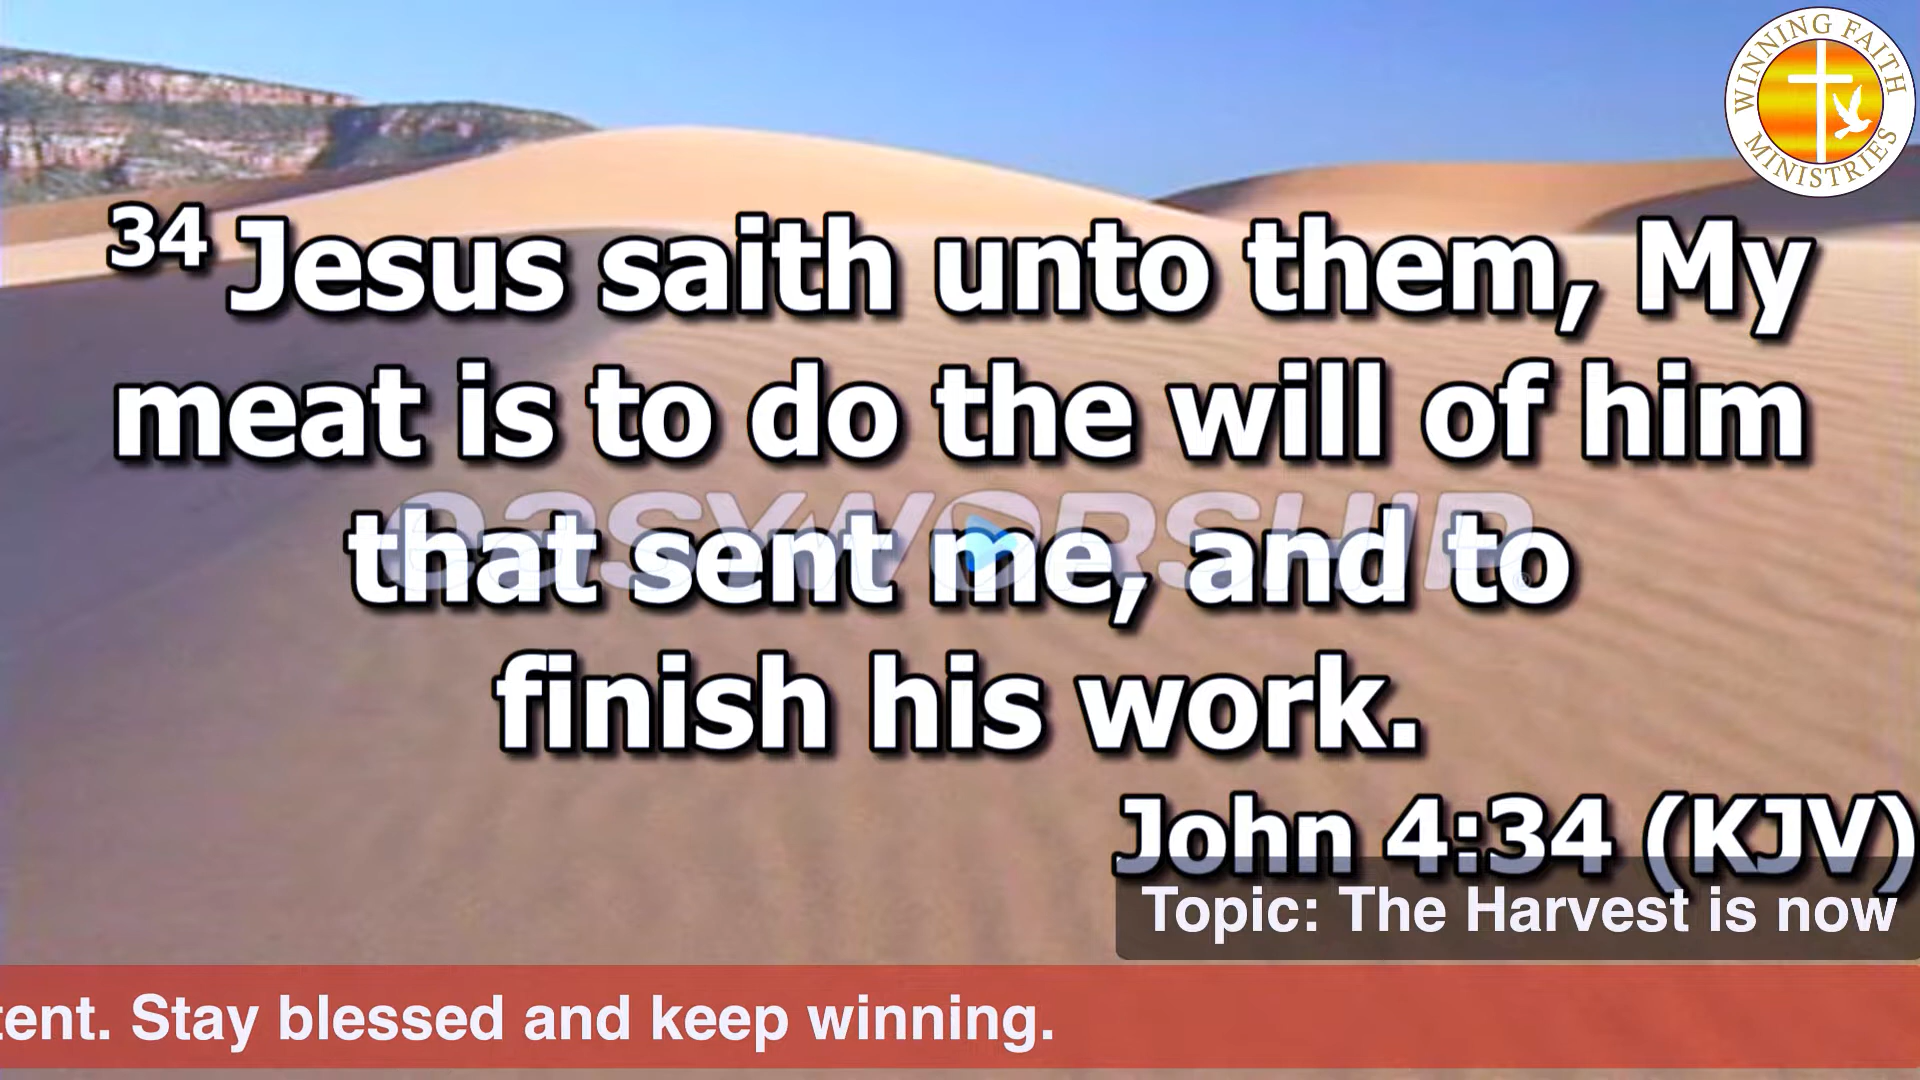 WINNING FAITH
MINISTRIES
34 Jesus saith unto them, My
meat is to do the will of him
that sent me, and to
finish his work.
easyworship®
John 4:34 (KJV)
Topic: The Harvest is now
tent. Stay blessed and keep winning.